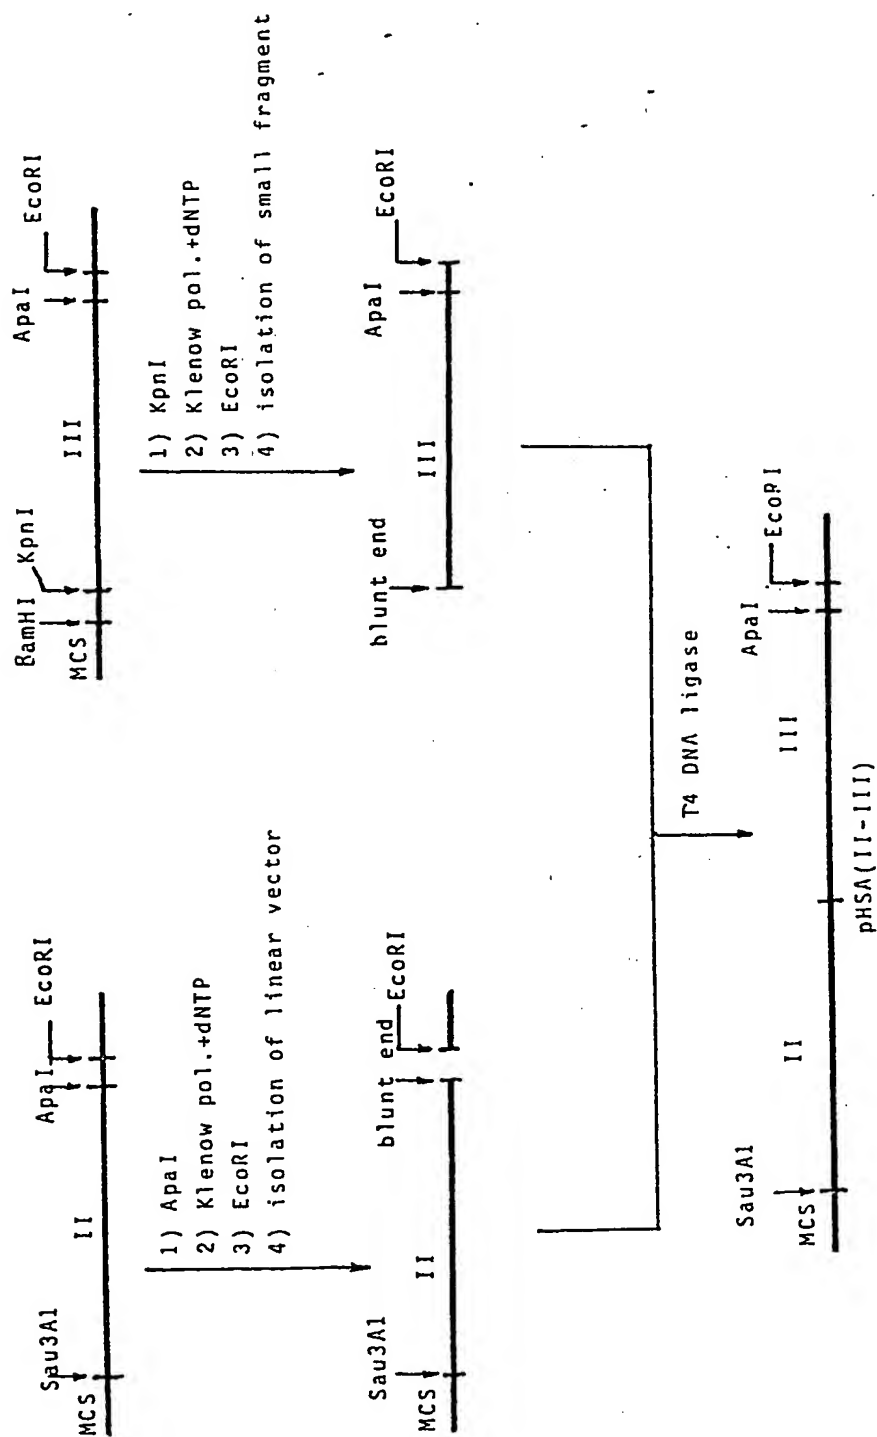 Sau3A1
MCS
II
ApaI
EcoRI
1) ApaI
2) Klenow pol.+dNTP
3) EcoRI
4) isolation of linear vector
Sau3A1
MCS
II
blunt end
EcoRI
BamHI
KpnI
MCS
III
ApaI
EcoRI
1) KpnI
2) Klenow pol.+dNTP
3) EcoRI
4) isolation of small fragment
blunt end
III
ApaI
EcoRI
T4 DNA ligase
Sau3A1
MCS
II
III
ApaI
EcoRI
pHSA(II-III)